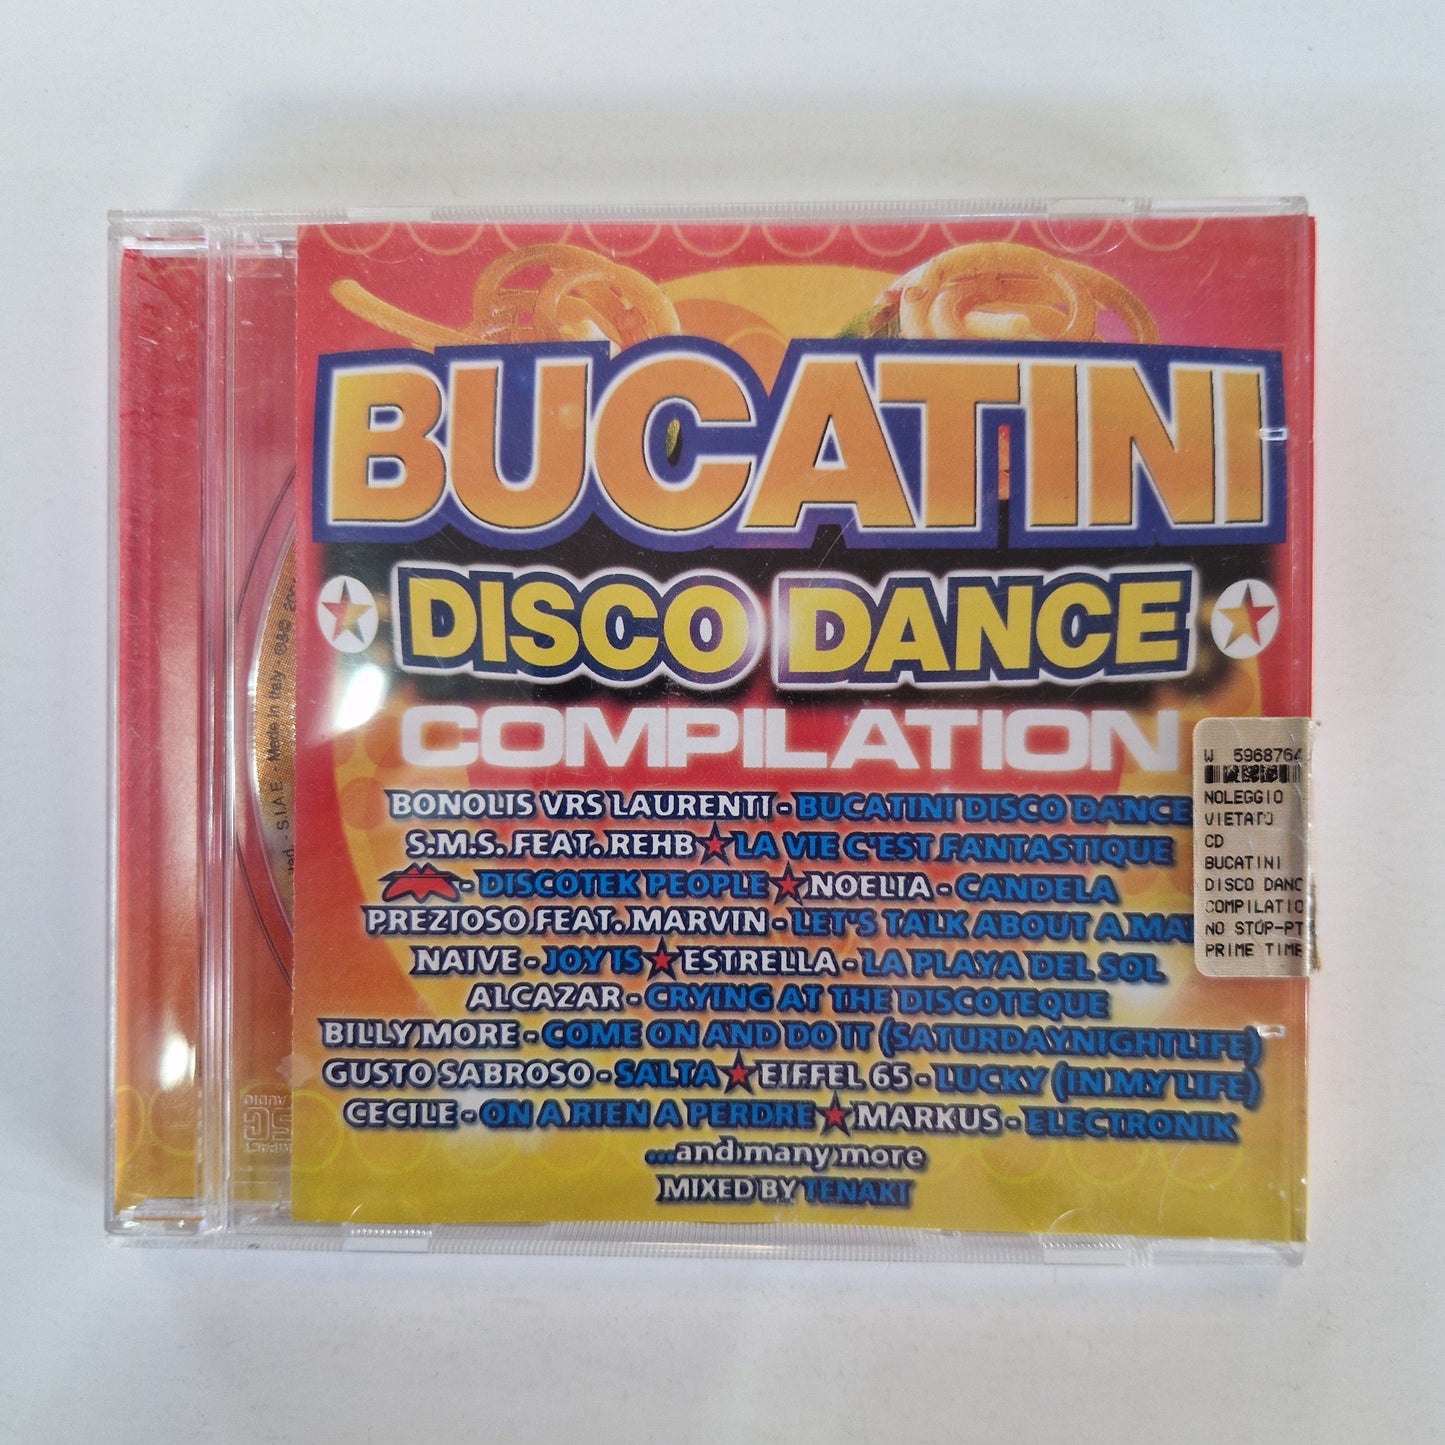 BUCATINI
DISCO DANCE
COMPILATION
BONOLIS VRS LAURENTI - BUCATINI DISCO DANCE
S.M.S. FEAT. REHB ★ LA VIE C'EST FANTASTIQUE
- DISCOTEK PEOPLE ★ NOELIA - CANDELA
PREZIOSO FEAT. MARVIN - LET'S TALK ABOUT A
NAIVE - JOY IS ★ ESTRELLA - LA PLAYA DEL SOL
ALCAZAR - CRYING AT THE DISCOTEQUE
BILLY MORE - COME ON AND DO IT (SATURDAYNIGHTLIFE)
GUSTO SABROSO - SALTA ★ EIFFEL 65 - LUCKY (IN MY LIFE)
CECILE - ON A RIEN A PERDRE ★ MARKUS - ELECTRONIK
...and many more
MIXED BY TENAKI
W 5968764
NOLEGGIO
VIETATO
CD
BUCATINI
DISCO DANC
COMPILATIO
NO STOP-PT
PRIME TIME
- S.I.A.E. - Made in Italy -